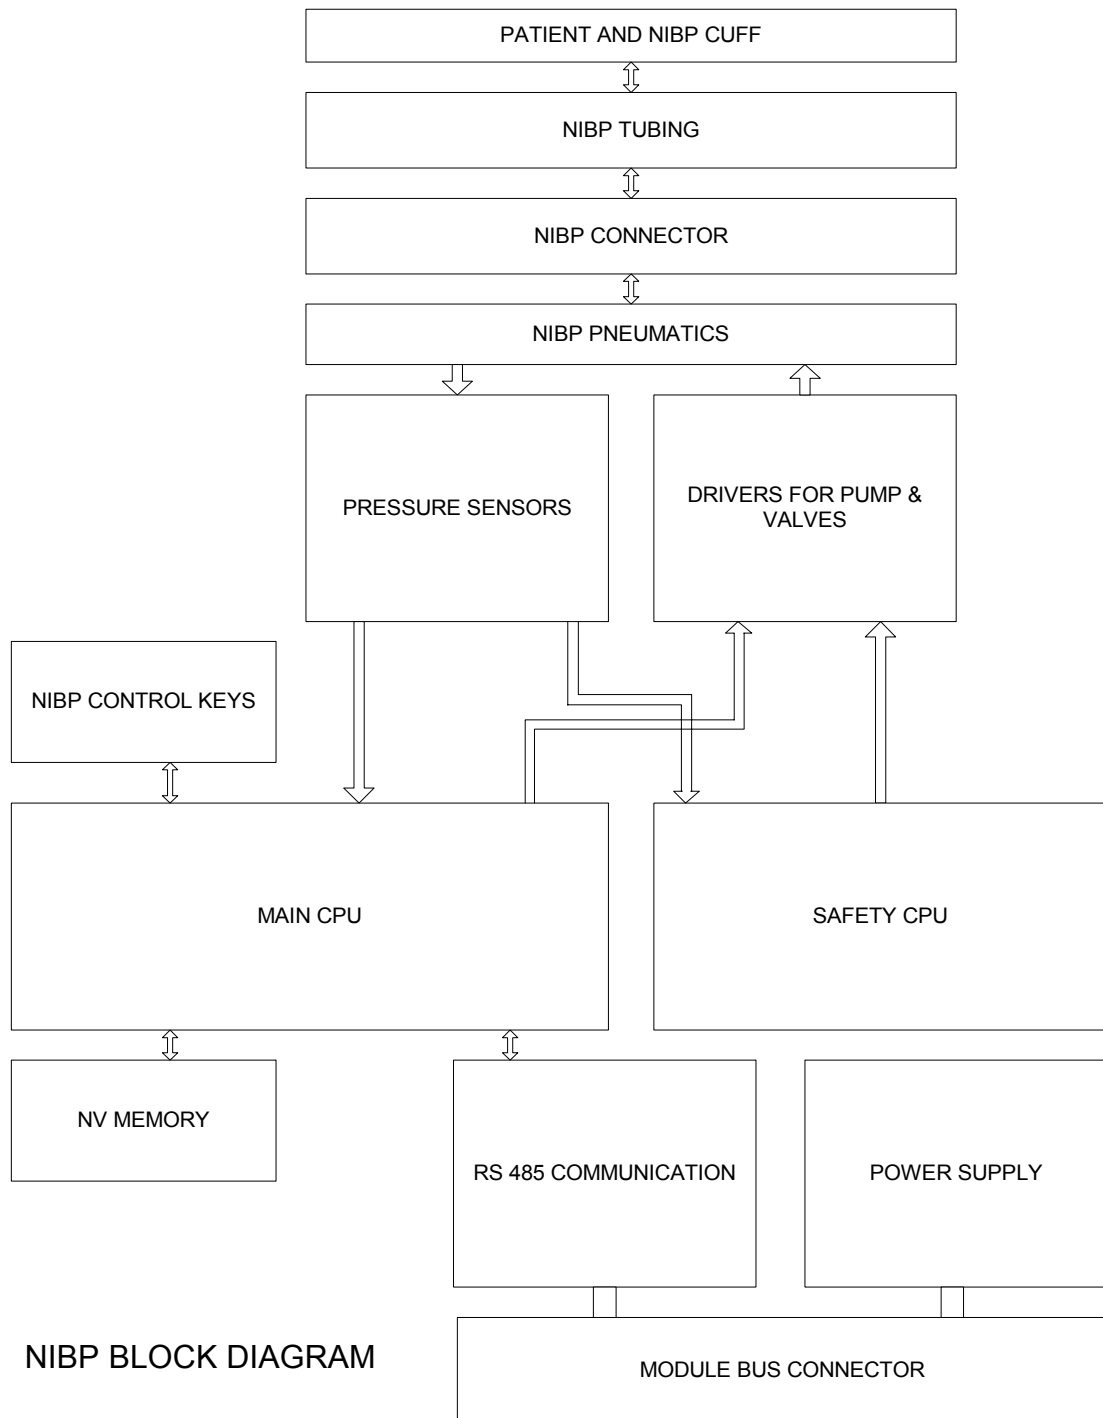 PATIENT AND NIBP CUFF
NIBP TUBING
NIBP CONNECTOR
NIBP PNEUMATICS
PRESSURE SENSORS
DRIVERS FOR PUMP &
VALVES
NIBP CONTROL KEYS
MAIN CPU
SAFETY CPU
NV MEMORY
RS 485 COMMUNICATION
POWER SUPPLY
NIBP BLOCK DIAGRAM
MODULE BUS CONNECTOR